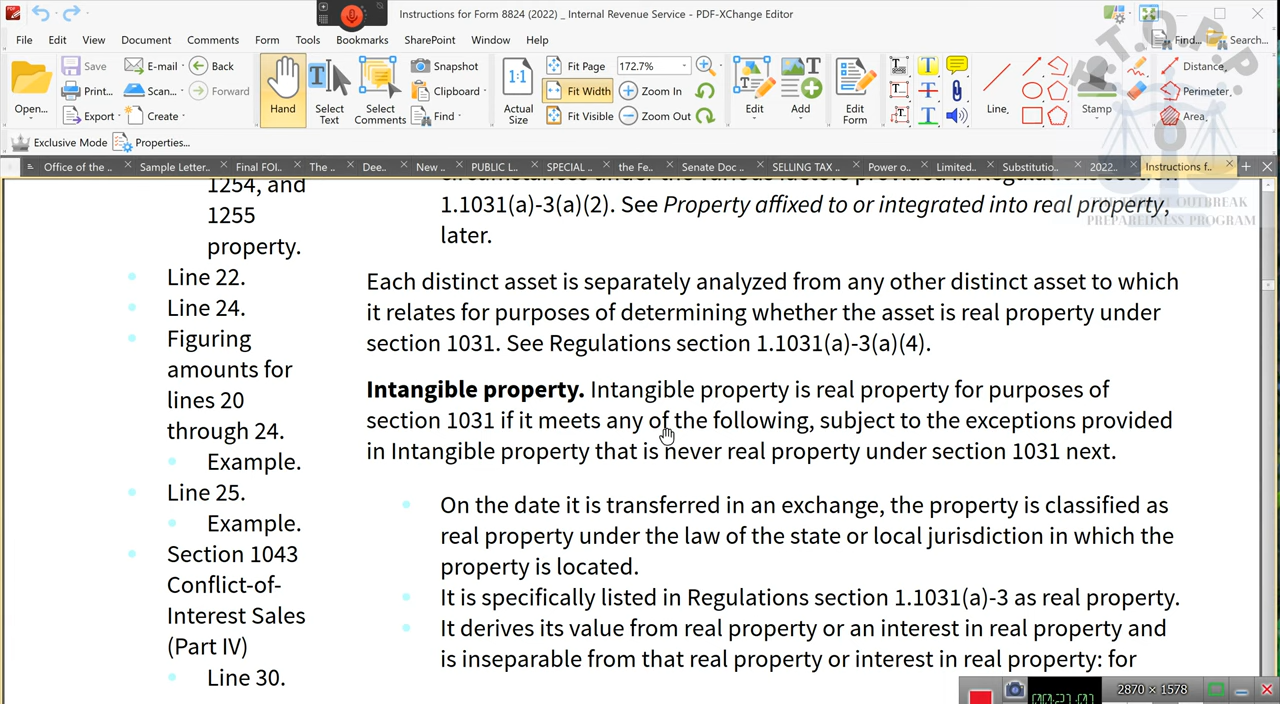 Instructions for Form 8824 (2022) _ Internal Revenue Service - PDF-XChange Editor
File Edit View Document Comments Form Tools Bookmarks SharePoint Window Help
Find... Search...
Open... Save Print... Export E-mail Scan... Create Back Forward Hand Select Text Select Comments Snapshot Clipboard Find Actual Size Fit Page Fit Width Fit Visible 172.7% Zoom In Zoom Out Edit Add Edit Form Line, Stamp Distance, Perimeter, Area,
T.O.P.P
Exclusive Mode Properties...
Office of the .. Sample Letter.. Final FOI.. The .. Dee.. New .. PUBLIC L.. SPECIAL .. the Fe.. Senate Doc .. SELLING TAX .. Power o.. Limited.. Substitutio.. 2022.. Instructions f..
PREPAREDNESS PROGRAM
1254, and
1255
property.
Line 22.
Line 24.
Figuring
amounts for
lines 20
through 24.
Example.
Line 25.
Example.
Section 1043
Conflict-of-
Interest Sales
(Part IV)
Line 30.
circumstances under the various factors provided in Regulations section
1.1031(a)-3(a)(2). See Property affixed to or integrated into real property,
later.
Each distinct asset is separately analyzed from any other distinct asset to which
it relates for purposes of determining whether the asset is real property under
section 1031. See Regulations section 1.1031(a)-3(a)(4).
Intangible property. Intangible property is real property for purposes of
section 1031 if it meets any of the following, subject to the exceptions provided
in Intangible property that is never real property under section 1031 next.
On the date it is transferred in an exchange, the property is classified as
real property under the law of the state or local jurisdiction in which the
property is located.
It is specifically listed in Regulations section 1.1031(a)-3 as real property.
It derives its value from real property or an interest in real property and
is inseparable from that real property or interest in real property: for
2870 × 1578